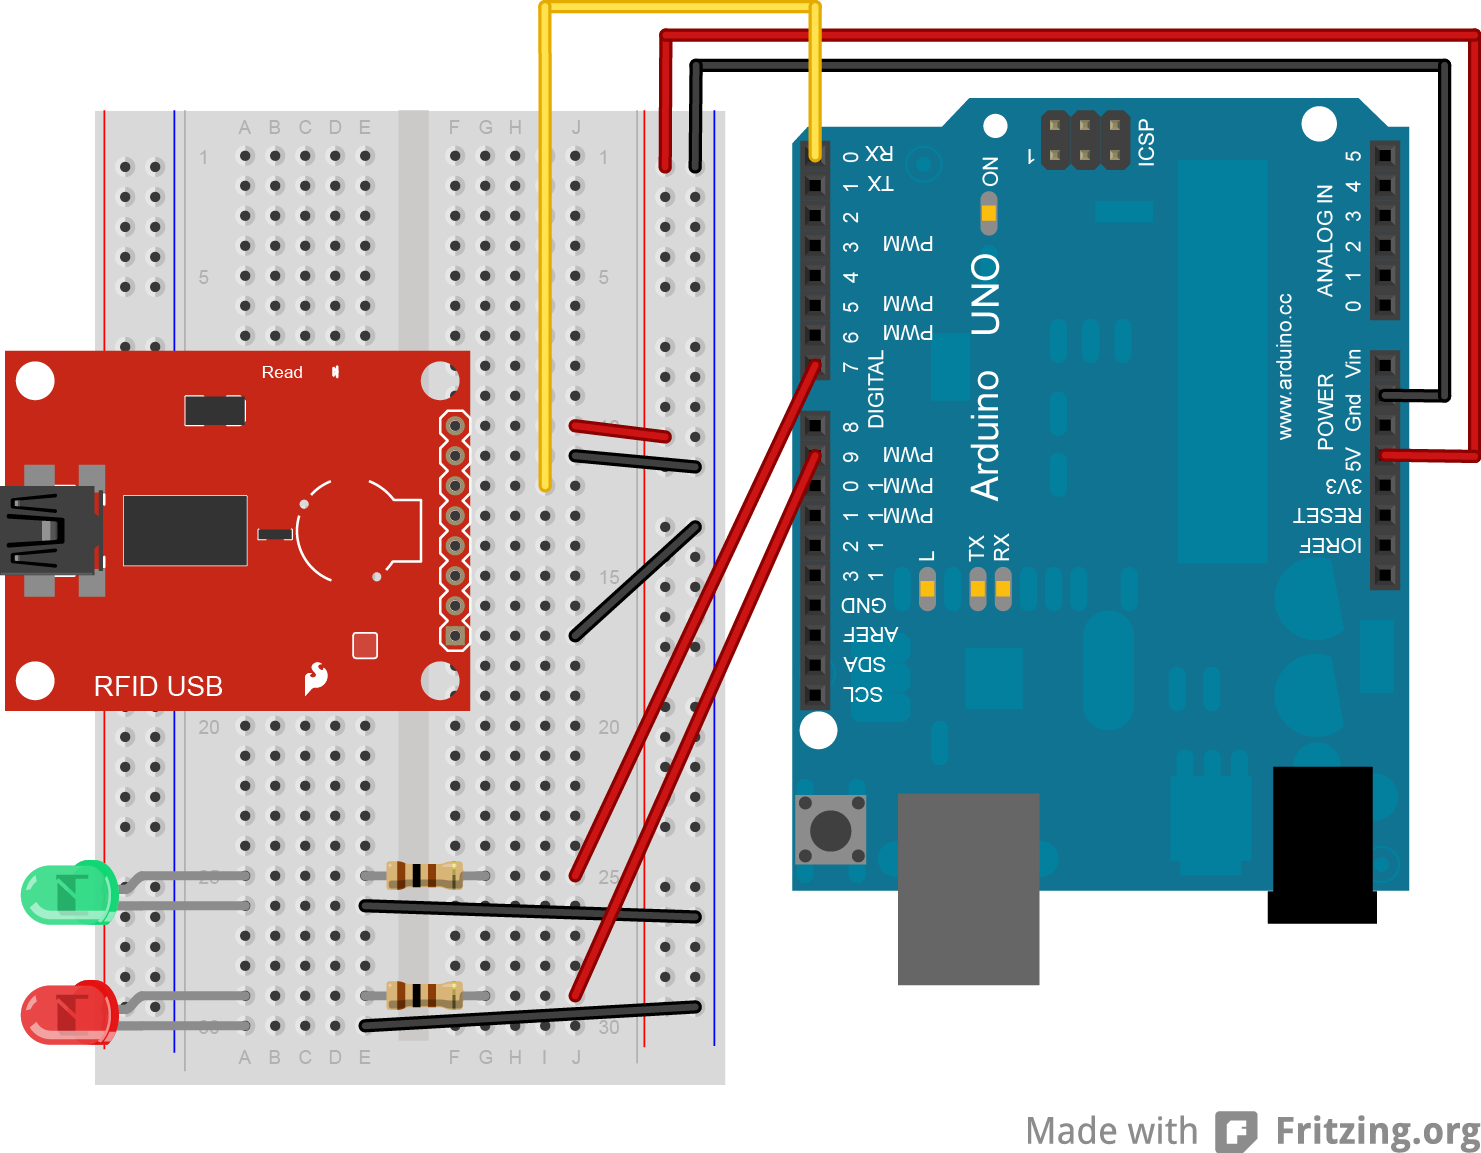 A B C D E F G H J
1 1
5 5
15
20 20
25 25
30 30
A B C D E F G H I J
Read
RFID USB
0 RX
1 TX
2
3 PWM
4
5 PWM
6 PWM
7
8
9 PWM
10 PWM
11 PWM
12
13
GND
AREF
SDA
SCL
DIGITAL
ON
1
ICSP
Arduino UNO
L
TX
RX
www.arduino.cc
ANALOG IN
5
4
3
2
1
0
POWER
Vin
Gnd
5V
3V3
RESET
IOREF
Made with Fritzing.org